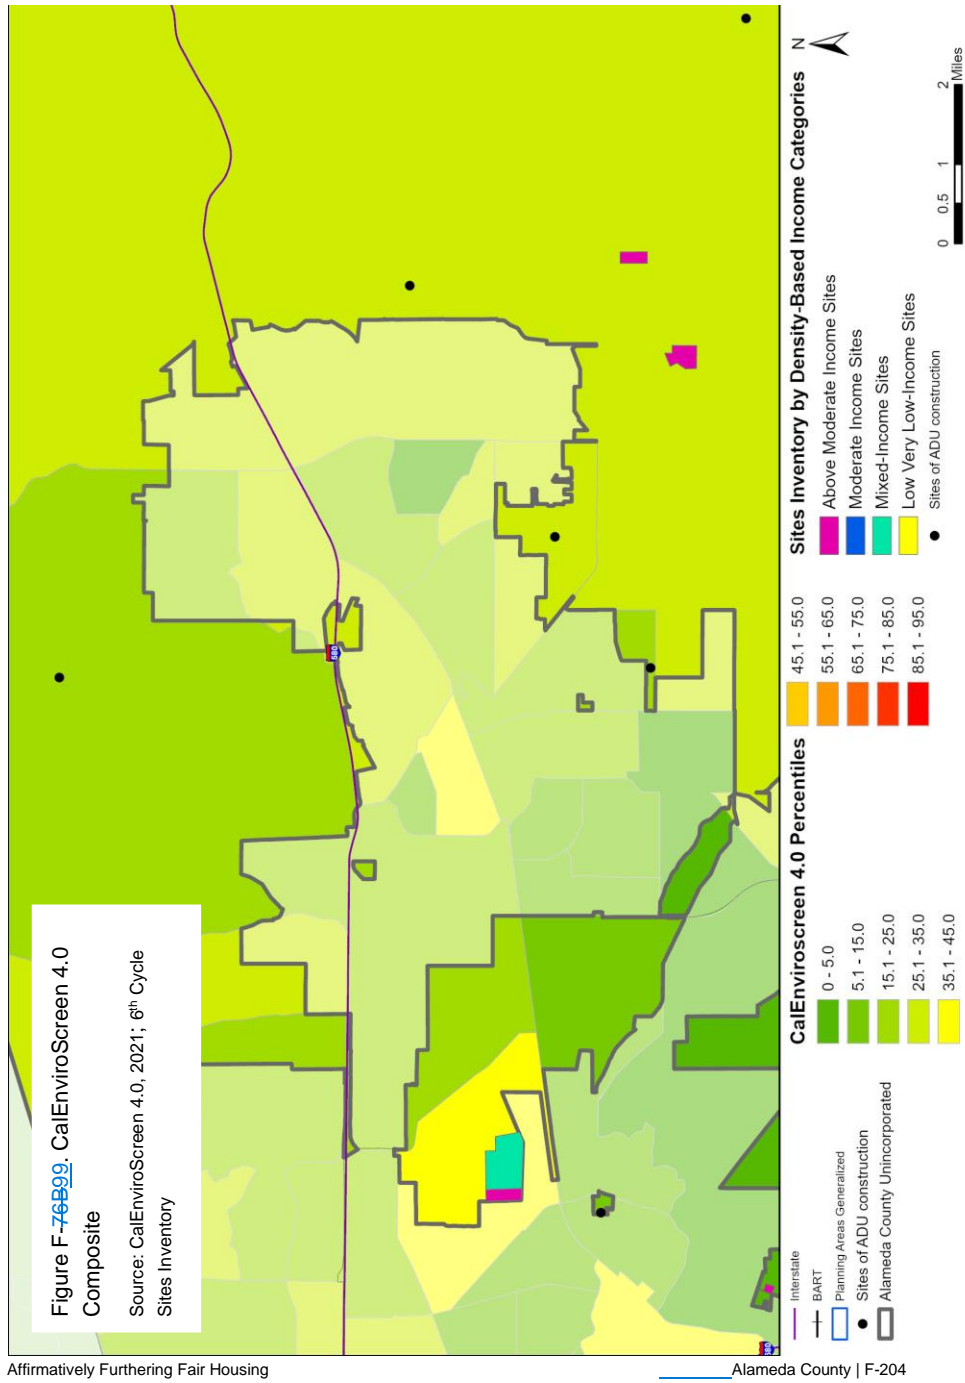 Figure F-76B99. CalEnviroScreen 4.0
Composite
Source: CalEnviroScreen 4.0, 2021; 6th Cycle
Sites Inventory
580
680
Interstate
BART
Planning Areas Generalized
Sites of ADU construction
Alameda County Unincorporated
CalEnviroscreen 4.0 Percentiles
0 - 5.0
5.1 - 15.0
15.1 - 25.0
25.1 - 35.0
35.1 - 45.0
45.1 - 55.0
55.1 - 65.0
65.1 - 75.0
75.1 - 85.0
85.1 - 95.0
Sites Inventory by Density-Based Income Categories
Above Moderate Income Sites
Moderate Income Sites
Mixed-Income Sites
Low Very Low-Income Sites
Sites of ADU construction
N
0 0.5 1 2
Miles
Affirmatively Furthering Fair Housing
Alameda County | F-204